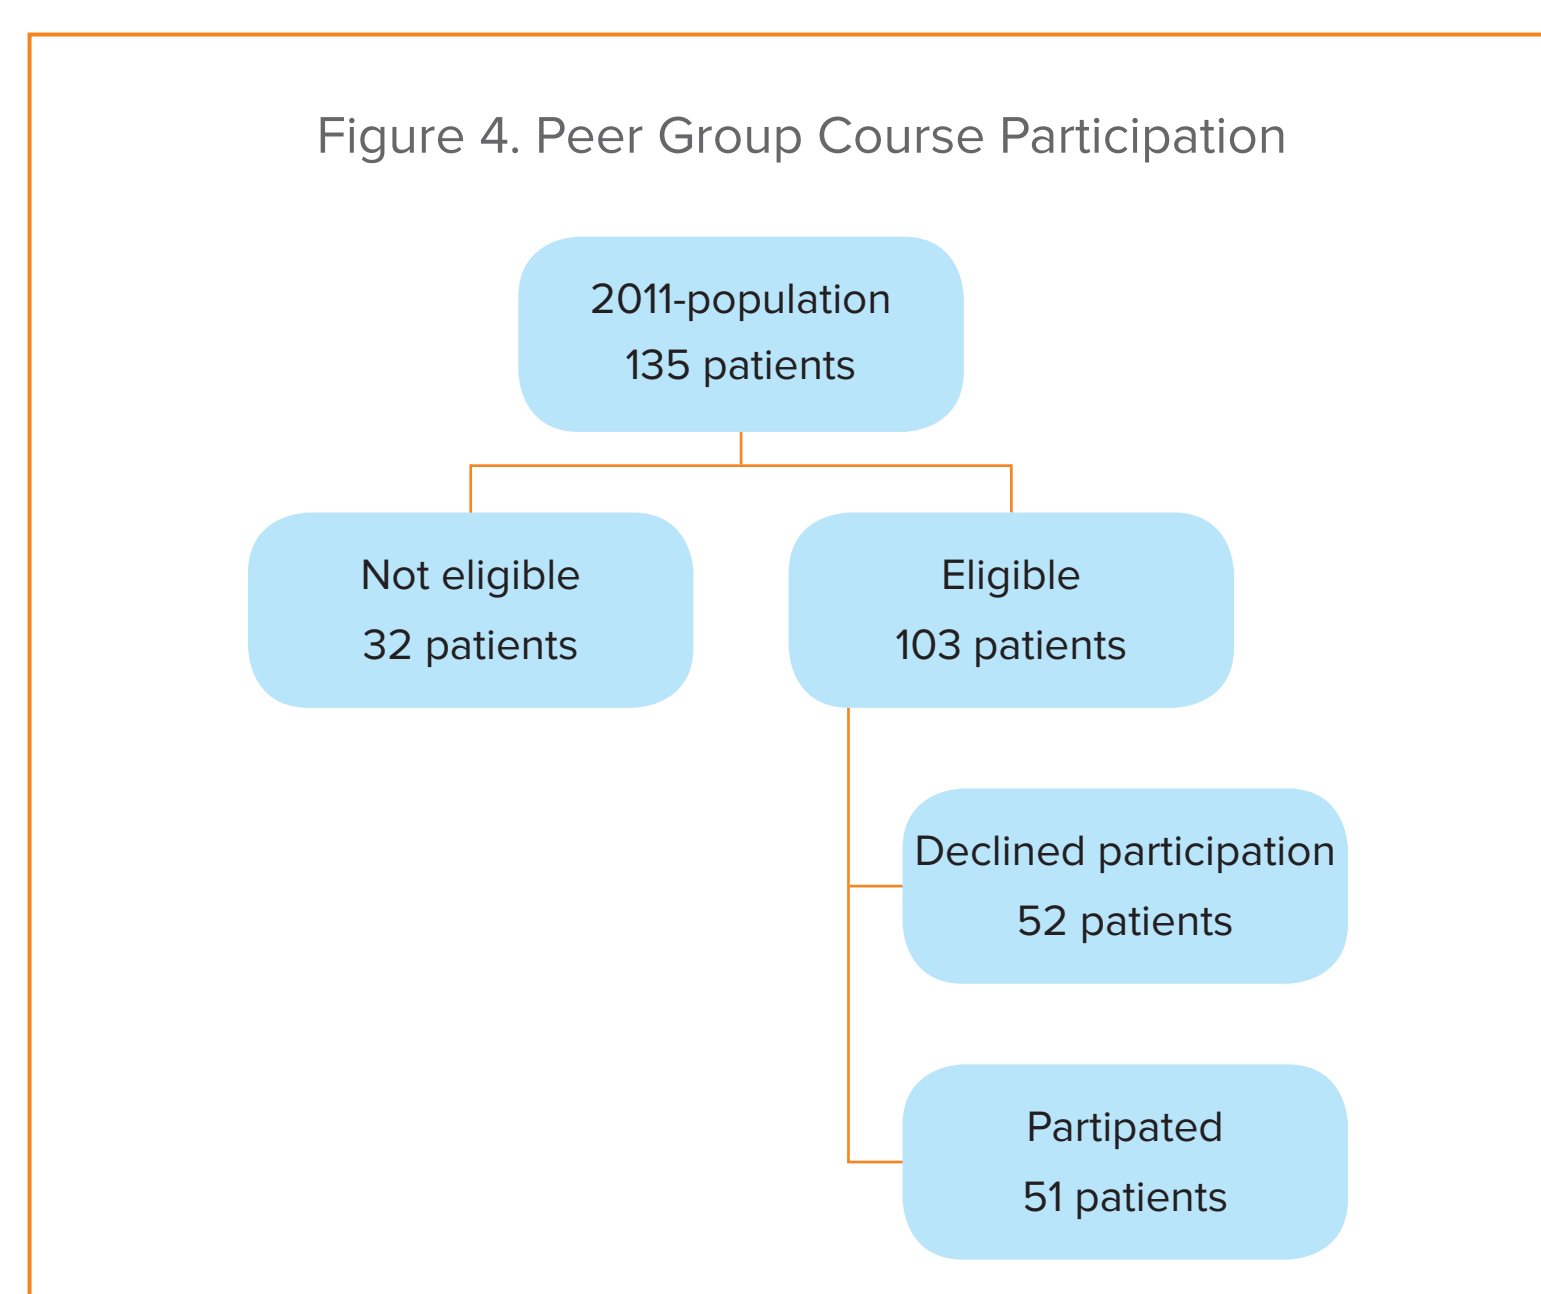 Figure 4. Peer Group Course Participation
2011-population
135 patients
Not eligible
32 patients
Eligible
103 patients
Declined participation
52 patients
Partipated
51 patients